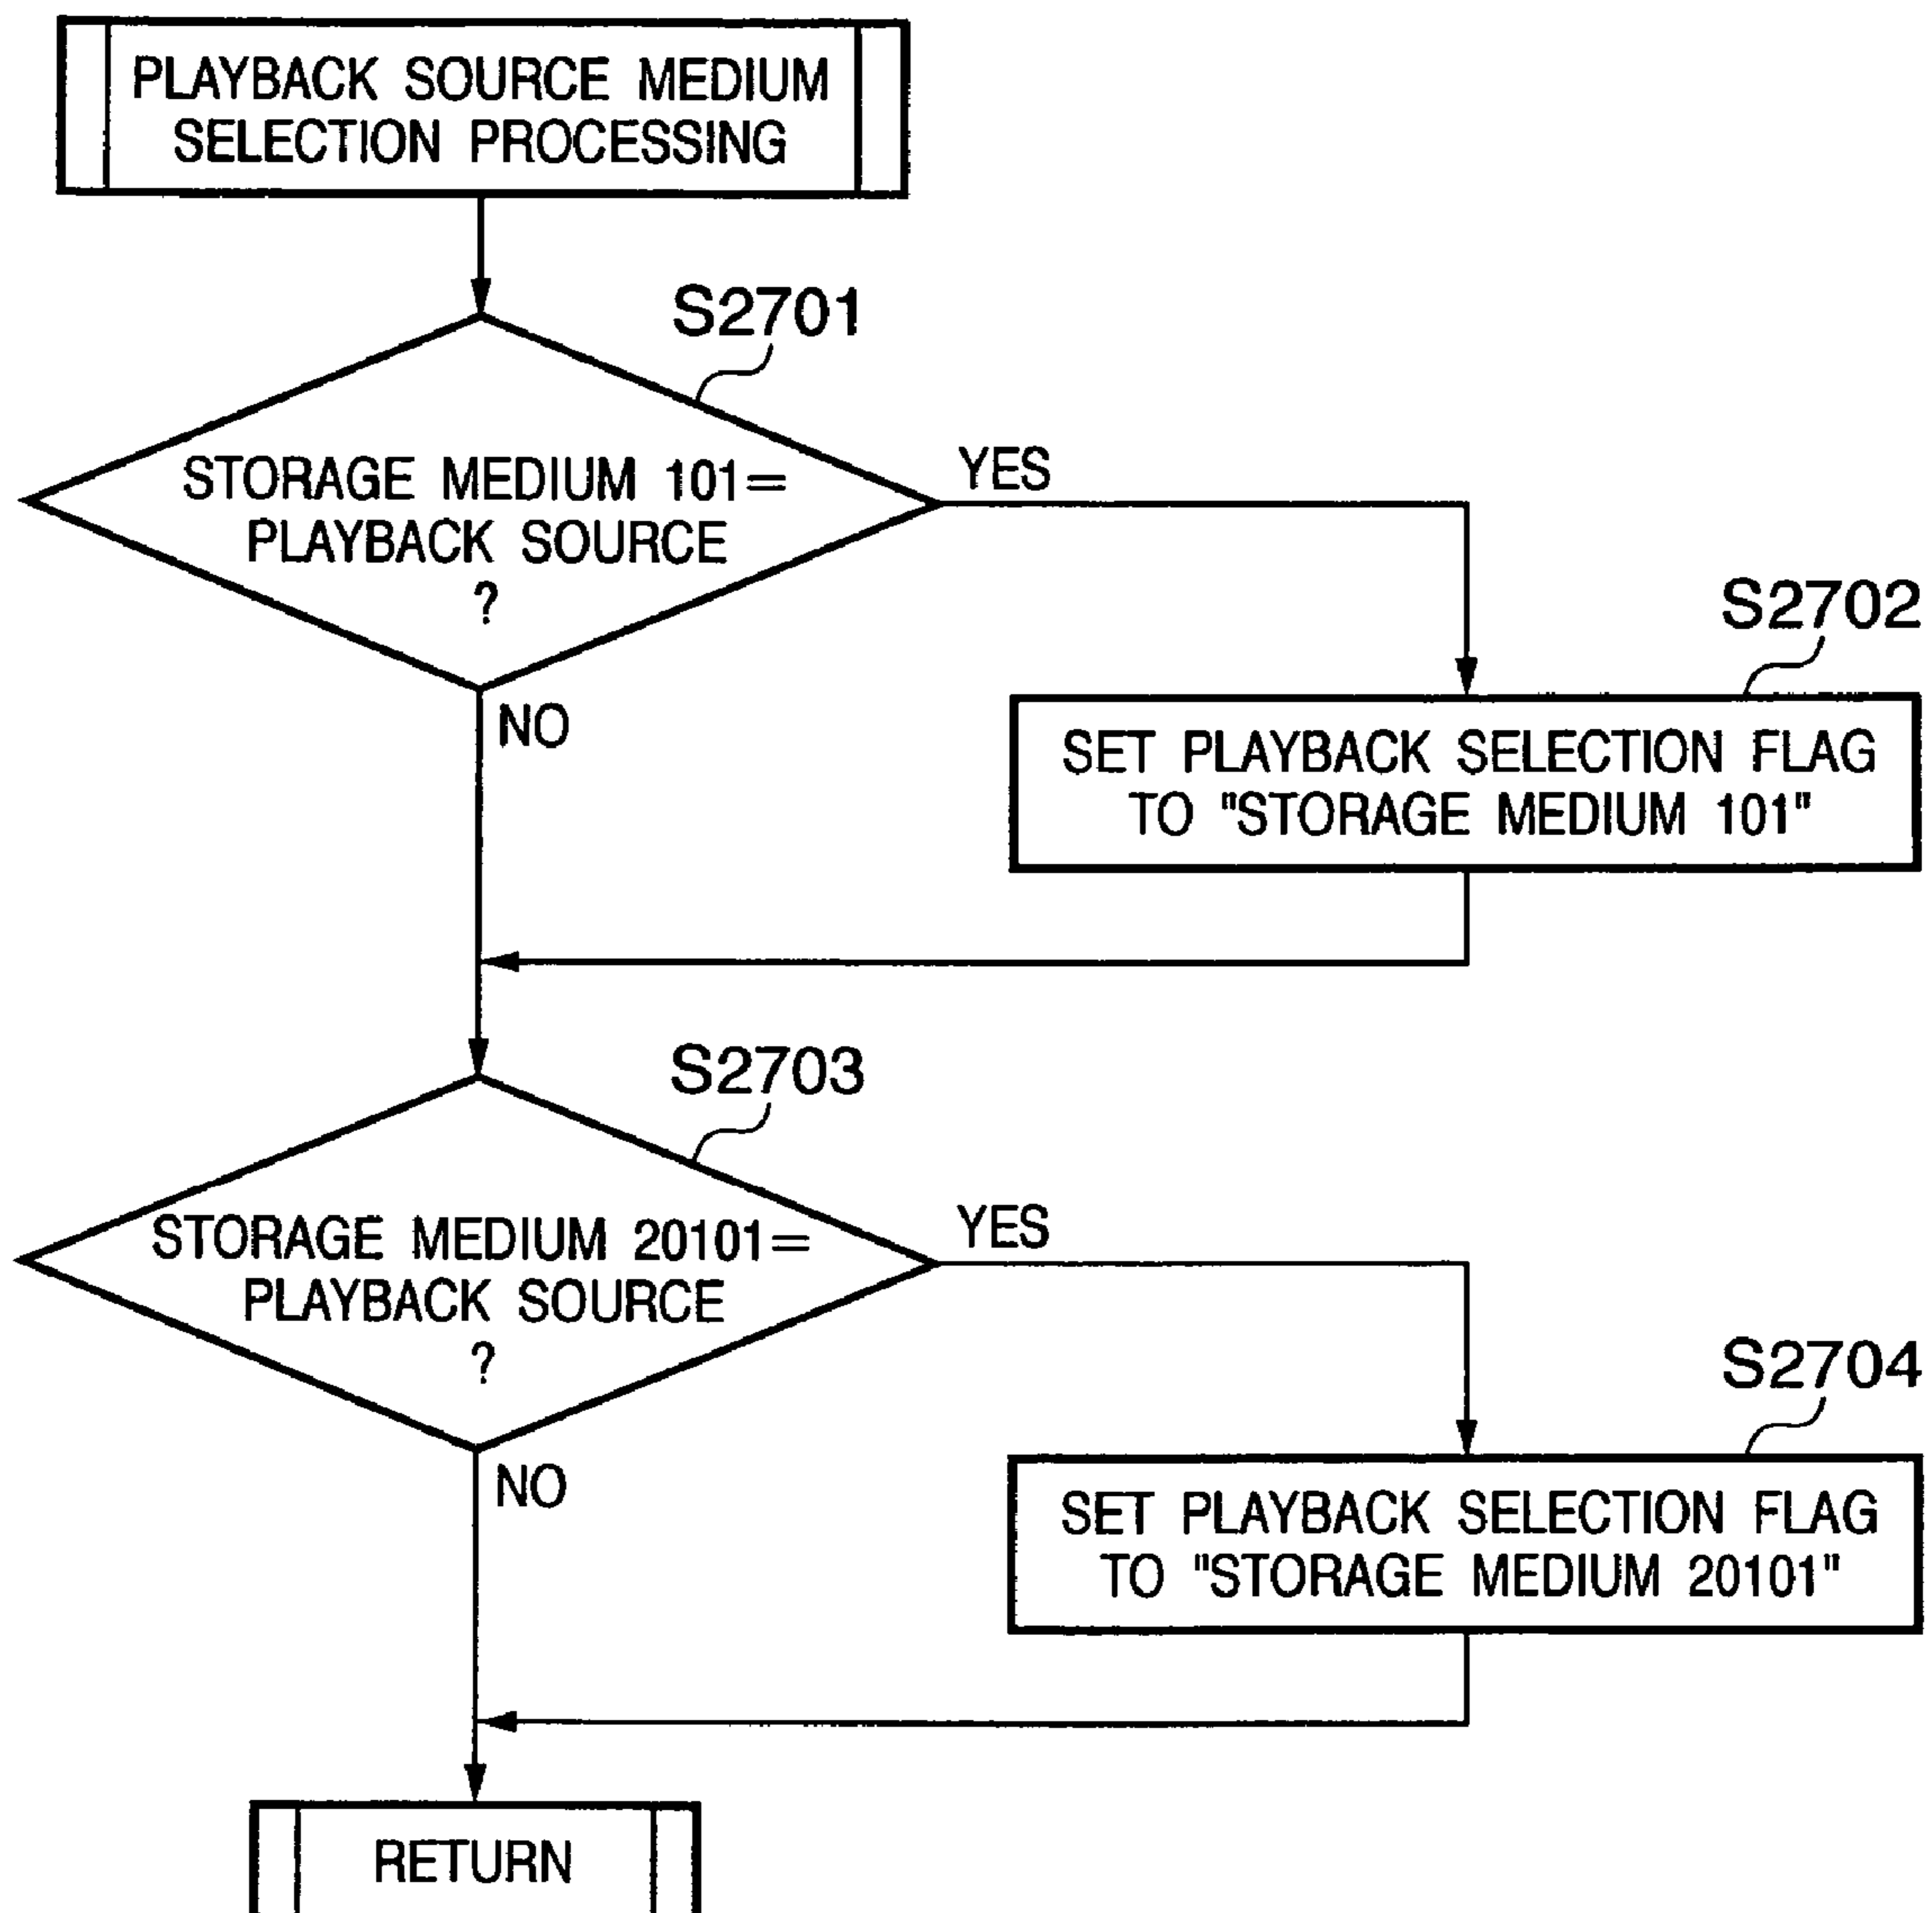 PLAYBACK SOURCE MEDIUM
SELECTION PROCESSING
S2701
STORAGE MEDIUM 101=
PLAYBACK SOURCE
?
YES
NO
S2702
SET PLAYBACK SELECTION FLAG
TO "STORAGE MEDIUM 101"
S2703
STORAGE MEDIUM 20101=
PLAYBACK SOURCE
?
YES
NO
S2704
SET PLAYBACK SELECTION FLAG
TO "STORAGE MEDIUM 20101"
RETURN